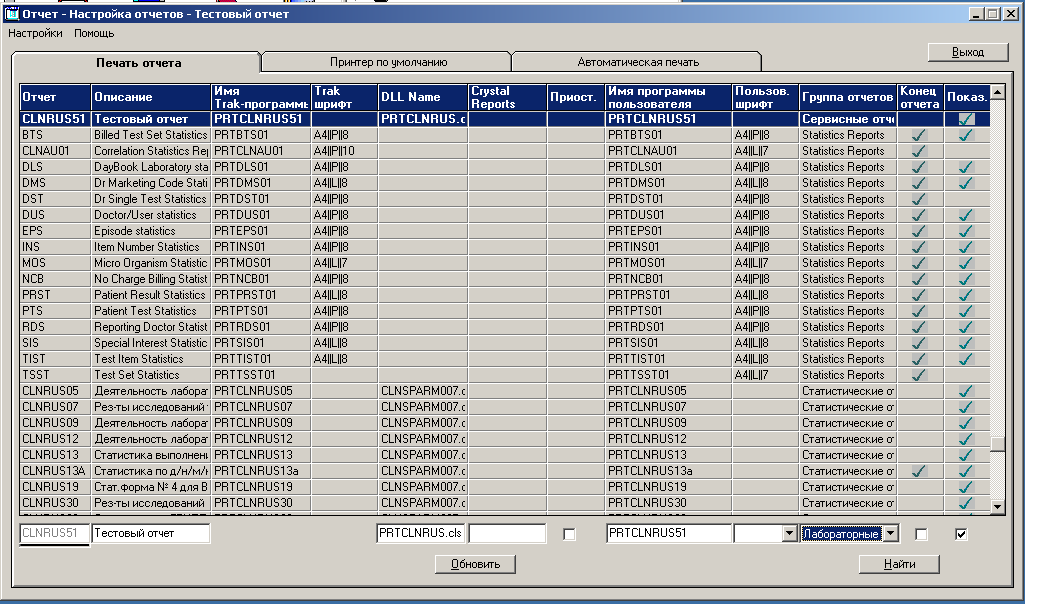 Отчет - Настройка отчетов - Тестовый отчет
Настройки Помощь
Выход
Печать отчета Принтер по умолчанию Автоматическая печать
Отчет Описание Имя Trak-программы Trak шрифт DLL Name Crystal Reports Приост. Имя программы пользователя Пользов. шрифт Группа отчетов Конец отчета Показ.
CLNRUS51 Тестовый отчет PRTCLNRUS51 PRTCLNRUS.c PRTCLNRUS51 Сервисные отче
BTS Billed Test Set Statistics PRTBTS01 A4||P||8 PRTBTS01 A4||P||8 Statistics Reports
CLNAU01 Correlation Statistics Rep PRTCLNAU01 A4||P||10 PRTCLNAU01 A4||L||7 Statistics Reports
DLS DayBook Laboratory sta PRTDLS01 A4||P||8 PRTDLS01 A4||P||8 Statistics Reports
DMS Dr Marketing Code Stati PRTDMS01 A4||L||8 PRTDMS01 A4||L||8 Statistics Reports
DST Dr Single Test Statistics PRTDST01 A4||P||8 PRTDST01 A4||P||8 Statistics Reports
DUS Doctor/User statistics PRTDUS01 A4||P||8 PRTDUS01 A4||P||8 Statistics Reports
EPS Episode statistics PRTEPS01 A4||P||8 PRTEPS01 A4||P||8 Statistics Reports
INS Item Number Statistics PRTINS01 A4||P||8 PRTINS01 A4||P||8 Statistics Reports
MOS Micro Organism Statistic PRTMOS01 A4||L||7 PRTMOS01 A4||L||7 Statistics Reports
NCB No Charge Billing Statist PRTNCB01 A4||P||8 PRTNCB01 A4||P||8 Statistics Reports
PRST Patient Result Statistics PRTPRST01 A4||L||8 PRTPRST01 A4||L||8 Statistics Reports
PTS Patient Test Statistics PRTPTS01 A4||P||8 PRTPTS01 A4||P||8 Statistics Reports
RDS Reporting Doctor Statist PRTRDS01 A4||P||8 PRTRDS01 A4||P||8 Statistics Reports
SIS Special Interest Statistic PRTSIS01 A4||L||8 PRTSIS01 A4||L||8 Statistics Reports
TIST Test Item Statistics PRTTIST01 A4||L||8 PRTTIST01 A4||L||8 Statistics Reports
TSST Test Set Statistics PRTTSST01 PRTTSST01 A4||L||7 Statistics Reports
CLNRUS05 Деятельность лаборат PRTCLNRUS05 CLNSPARM007.c PRTCLNRUS05 Статистические от
CLNRUS07 Рез-ты исследований PRTCLNRUS07 CLNSPARM007.c PRTCLNRUS07 Статистические от
CLNRUS09 Деятельность лаборат PRTCLNRUS09 CLNSPARM007.c PRTCLNRUS09 Статистические от
CLNRUS12 Деятельность лаборат PRTCLNRUS12 CLNSPARM007.c PRTCLNRUS12 Статистические от
CLNRUS13 Статистика выполнени PRTCLNRUS13 CLNSPARM007.c PRTCLNRUS13 Статистические от
CLNRUS13A Статистика по д/н/м/к PRTCLNRUS13a CLNSPARM007.c PRTCLNRUS13a Статистические от
CLNRUS19 Стат.форма № 4 для В PRTCLNRUS19 CLNSPARM007.c PRTCLNRUS19 Статистические от
CLNRUS30 Рез-ты исследований PRTCLNRUS30 CLNSPARM007.c PRTCLNRUS30 Статистические от
CLNRUS51 Тестовый отчет PRTCLNRUS.cls PRTCLNRUS51 Лабораторные
Обновить Найти